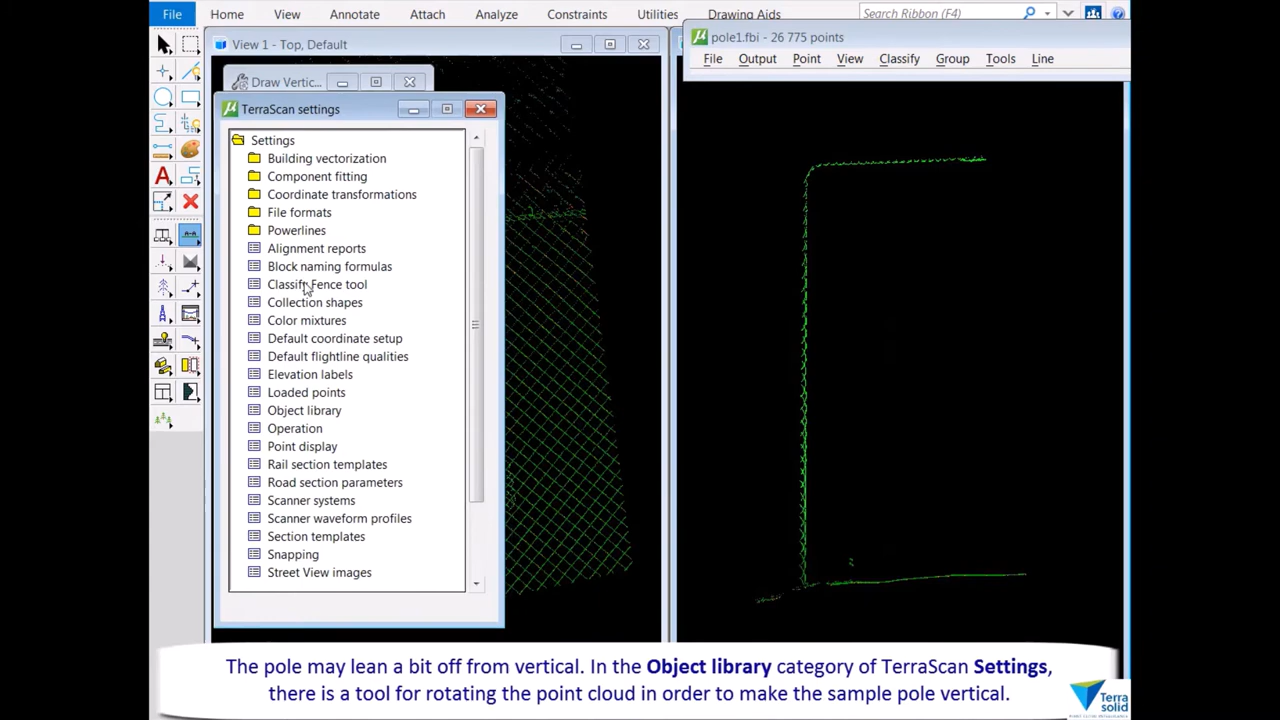 File Home View Annotate Attach Analyze Constraints Utilities Drawing Aids Search Ribbon (F4)
View 1 - Top, Default
pole1.fbi - 26 775 points
File Output Point View Classify Group Tools Line
Draw Vertic...
TerraScan settings
Settings
Building vectorization
Component fitting
Coordinate transformations
File formats
Powerlines
Alignment reports
Block naming formulas
Classify Fence tool
Collection shapes
Color mixtures
Default coordinate setup
Default flightline qualities
Elevation labels
Loaded points
Object library
Operation
Point display
Rail section templates
Road section parameters
Scanner systems
Scanner waveform profiles
Section templates
Snapping
Street View images
The pole may lean a bit off from vertical. In the Object library category of TerraScan Settings,
there is a tool for rotating the point cloud in order to make the sample pole vertical.
Terra
solid